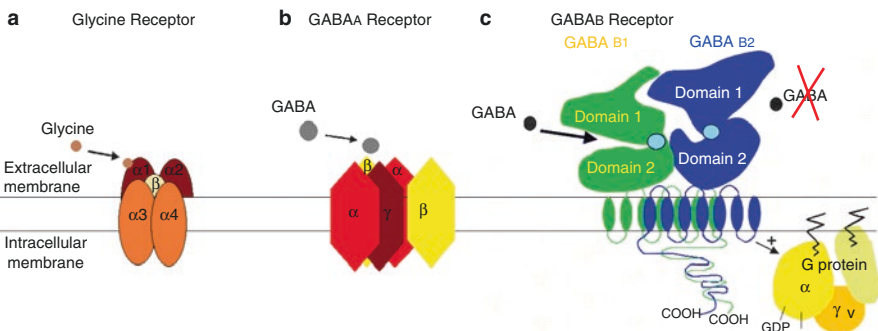 a Glycine Receptor
Glycine
α1 α2
β
α3 α4
Extracellular
membrane
Intracellular
membrane
b GABAA Receptor
GABA
β
α
α γ β
c GABAB Receptor
GABA B1
GABA B2
GABA
GABA
Domain 1
Domain 1
Domain 2
Domain 2
+
G protein
α
γ v
GDP
COOH
COOH